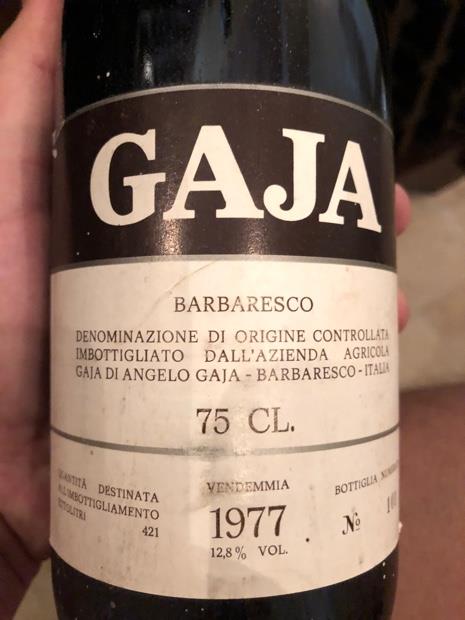 GAJA
BARBARESCO
DENOMINAZIONE DI ORIGINE CONTROLLATA
IMBOTTIGLIATO DALL'AZIENDA AGRICOLA
GAJA DI ANGELO GAJA - BARBARESCO - ITALIA
75 CL.
QUANTITÀ DESTINATA
ALL'IMBOTTIGLIAMENTO
ETTOLITRI
421
VENDEMMIA
1977
12,8% VOL.
BOTTIGLIA NUMERO
№